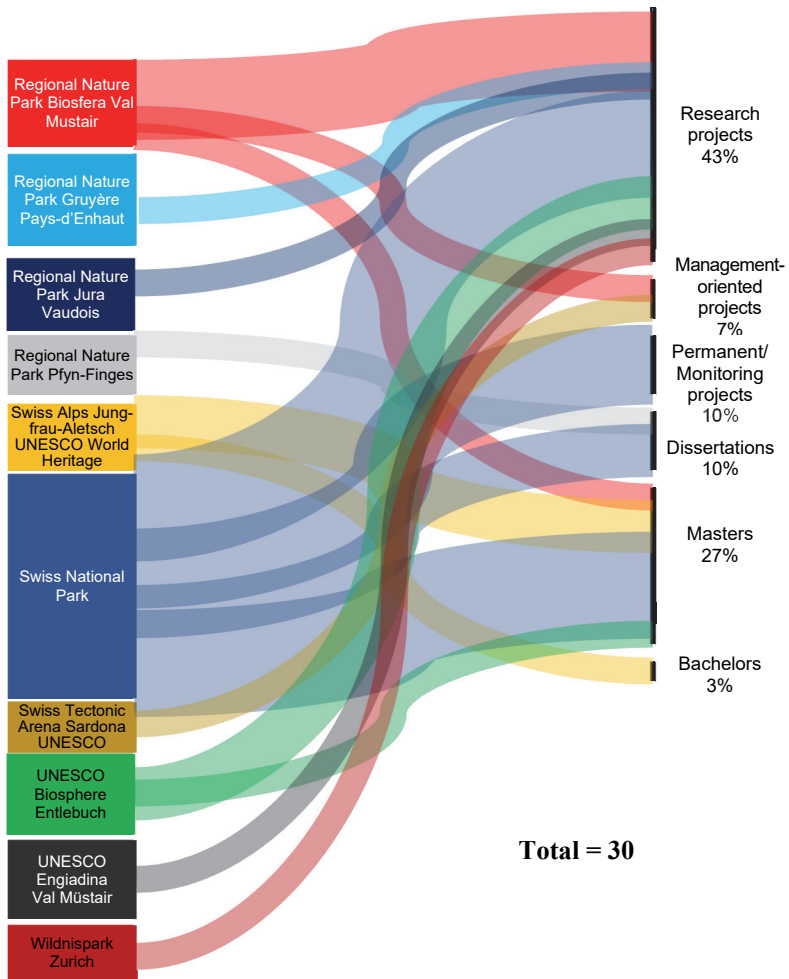 Regional Nature
Park Biosfera Val
Mustair
Regional Nature
Park Gruyère
Pays-d'Enhaut
Regional Nature
Park Jura
Vaudois
Regional Nature
Park Pfyn-Finges
Swiss Alps Jung-
frau-Aletsch
UNESCO World
Heritage
Swiss National
Park
Swiss Tectonic
Arena Sardona
UNESCO
UNESCO
Biosphere
Entlebuch
UNESCO
Engiadina
Val Müstair
Wildnispark
Zurich
Research
projects
43%
Management-
oriented
projects
7%
Permanent/
Monitoring
projects
10%
Dissertations
10%
Masters
27%
Bachelors
3%
Total = 30